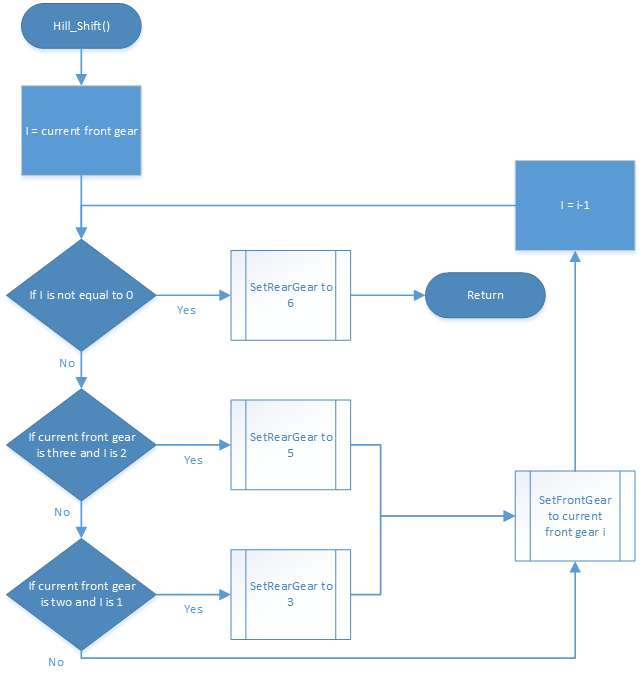 Hill_Shift()
I = current front gear
I = i-1
If I is not equal to 0
Yes
SetRearGear to
6
Return
No
If current front gear
is three and I is 2
Yes
SetRearGear to
5
SetFrontGear
to current
front gear i
No
If current front gear
is two and I is 1
Yes
SetRearGear to
3
No